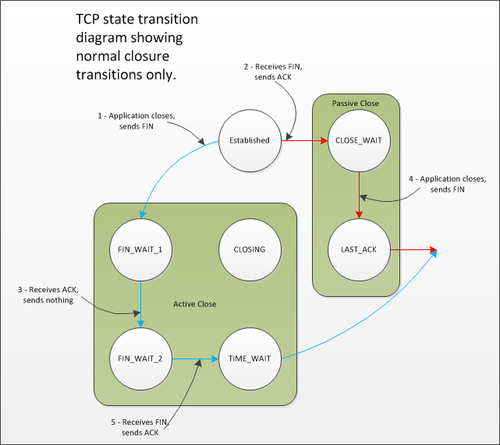 TCP state transition
diagram showing
normal closure
transitions only.
2 - Receives FIN,
sends ACK
Passive Close
1 - Application closes,
sends FIN
Established
CLOSE_WAIT
4 - Application closes,
sends FIN
FIN_WAIT_1
CLOSING
LAST_ACK
3 - Receives ACK,
sends nothing
Active Close
FIN_WAIT_2
TIME_WAIT
5 - Receives FIN,
sends ACK